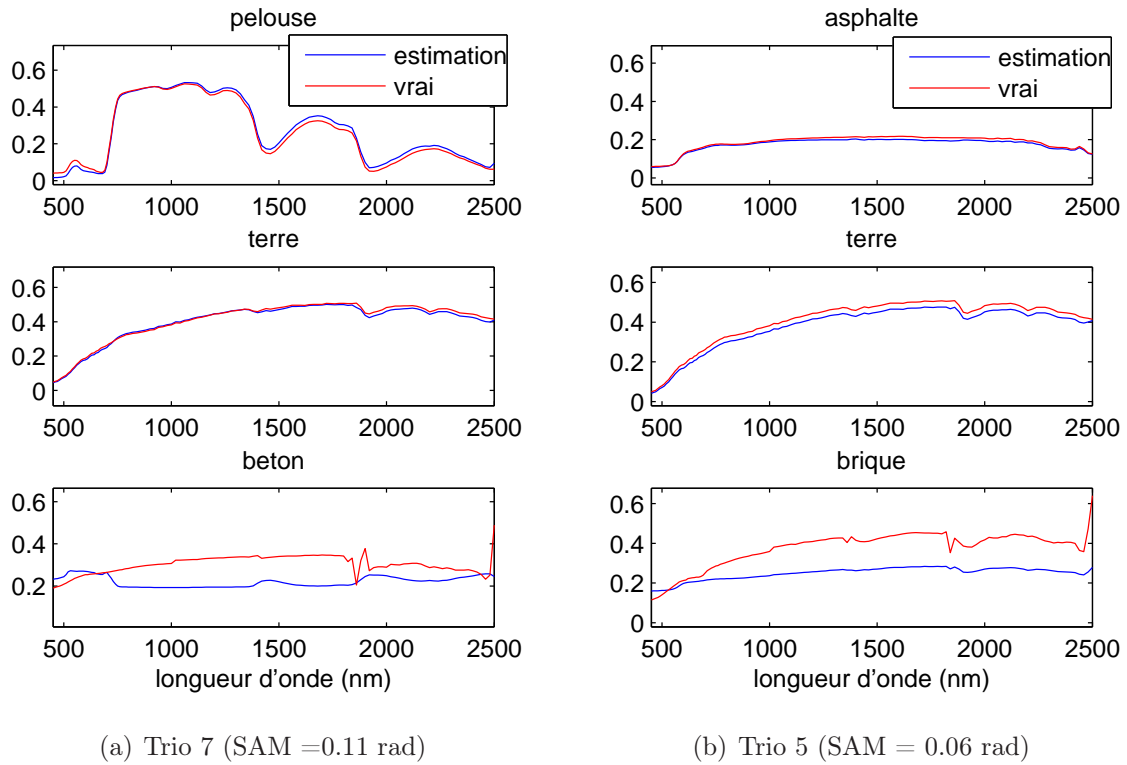 pelouse
estimation
vrai
0.6
0.4
0.2
0
500 1000 1500 2000 2500
terre
0.6
0.4
0.2
0
500 1000 1500 2000 2500
beton
0.6
0.4
0.2
500 1000 1500 2000 2500
longueur d'onde (nm)
(a) Trio 7 (SAM =0.11 rad)
asphalte
estimation
vrai
0.6
0.4
0.2
0
500 1000 1500 2000 2500
terre
0.6
0.4
0.2
0
500 1000 1500 2000 2500
brique
0.6
0.4
0.2
0
500 1000 1500 2000 2500
longueur d'onde (nm)
(b) Trio 5 (SAM = 0.06 rad)